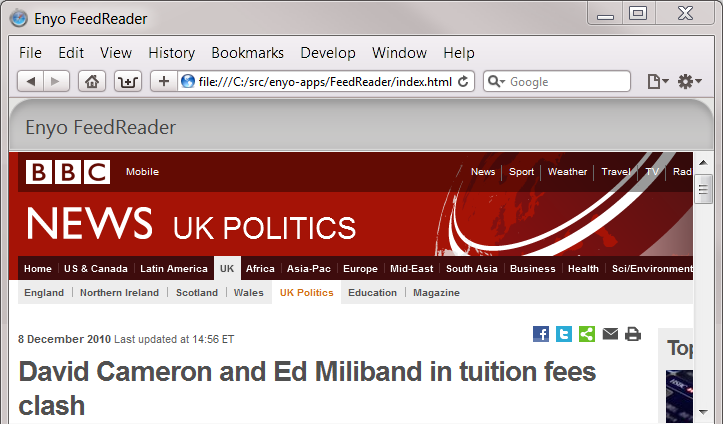 Enyo FeedReader
File Edit View History Bookmarks Develop Window Help
file:///C:/src/enyo-apps/FeedReader/index.html Google
Enyo FeedReader
BBC Mobile News Sport Weather Travel TV Rad
NEWS UK POLITICS
Home US & Canada Latin America UK Africa Asia-Pac Europe Mid-East South Asia Business Health Sci/Environment
England Northern Ireland Scotland Wales UK Politics Education Magazine
8 December 2010 Last updated at 14:56 ET
David Cameron and Ed Miliband in tuition fees
clash
Top